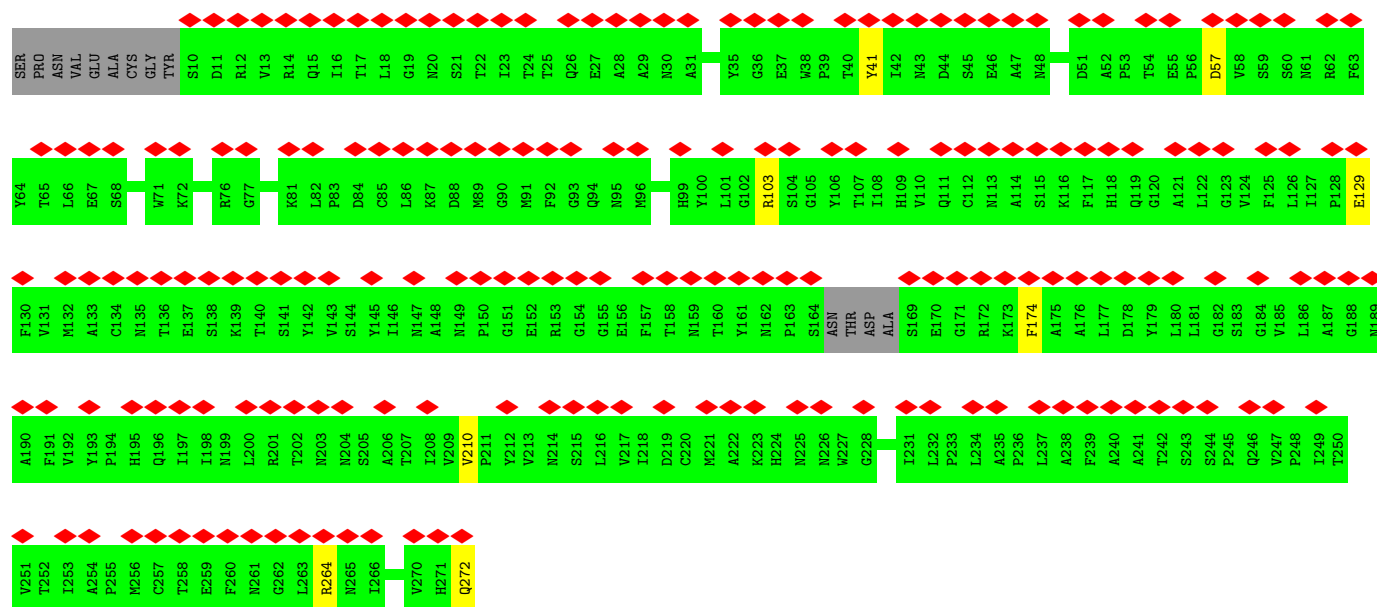 SER PRO ASN VAL GLU ALA CYS GLY TYR S10 D11 R12 V13 R14 Q15 I16 T17 L18 G19 N20 S21 T22 I23 T24 T25 Q26 E27 A28 A29 N30 A31 Y35 G36 E37 W38 P39 T40 Y41 I42 N43 D44 S45 E46 A47 N48 D51 A52 P53 T54 E55 P56 D57 V58 S59 S60 N61 R62 F63
Y64 T65 L66 E67 S68 W71 K72 R76 G77 K81 L82 P83 D84 C85 L86 K87 D88 M89 G90 M91 F92 G93 Q94 N95 M96 H99 Y100 L101 G102 R103 S104 G105 Y106 T107 I108 H109 V110 Q111 C112 N113 A114 S115 K116 F117 H118 Q119 G120 A121 L122 G123 V124 F125 L126 I127 P128 E129
F130 V131 M132 A133 C134 N135 T136 E137 S138 K139 T140 S141 Y142 V143 S144 Y145 I146 N147 A148 N149 P150 G151 E152 R153 G154 G155 E156 F157 T158 N159 T160 Y161 N162 P163 S164 ASN THR ASP ALA S169 E170 G171 R172 K173 F174 A175 A176 L177 D178 Y179 L180 L181 G182 S183 G184 V185 L186 A187 G188 N189
A190 F191 V192 Y193 P194 H195 Q196 I197 I198 N199 L200 R201 T202 N203 N204 S205 A206 T207 I208 V209 V210 P211 Y212 V213 N214 S215 L216 V217 I218 D219 C220 M221 A222 K223 H224 N225 N226 W227 G228 I231 L232 P233 L234 A235 P236 L237 A238 F239 A240 A241 T242 S243 S244 P245 Q246 V247 P248 I249 T250
V251 T252 I253 A254 P255 M256 C257 T258 E259 F260 N261 G262 L263 R264 N265 I266 V270 H271 Q272